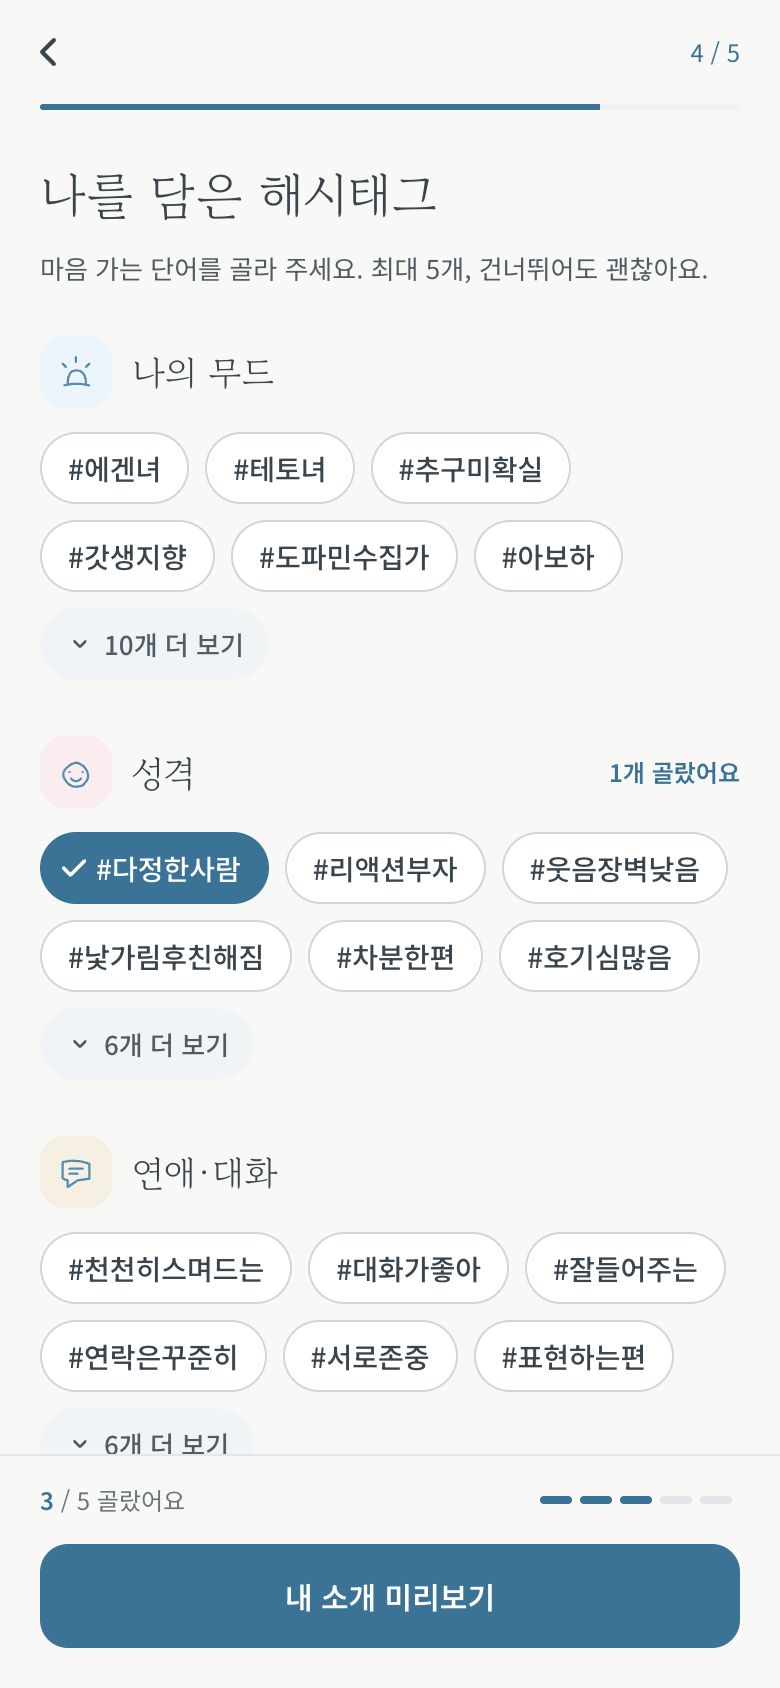 4 / 5
나를 담은 해시태그
마음 가는 단어를 골라 주세요. 최대 5개, 건너뛰어도 괜찮아요.
나의 무드
#에겐녀 #테토녀 #추구미확실
#갓생지향 #도파민수집가 #아보하
10개 더 보기
성격 1개 골랐어요
#다정한사람 #리액션부자 #웃음장벽낮음
#낯가림후친해짐 #차분한편 #호기심많음
6개 더 보기
연애·대화
#천천히스며드는 #대화가좋아 #잘들어주는
#연락은꾸준히 #서로존중 #표현하는편
6개 더 보기
3 / 5 골랐어요
내 소개 미리보기